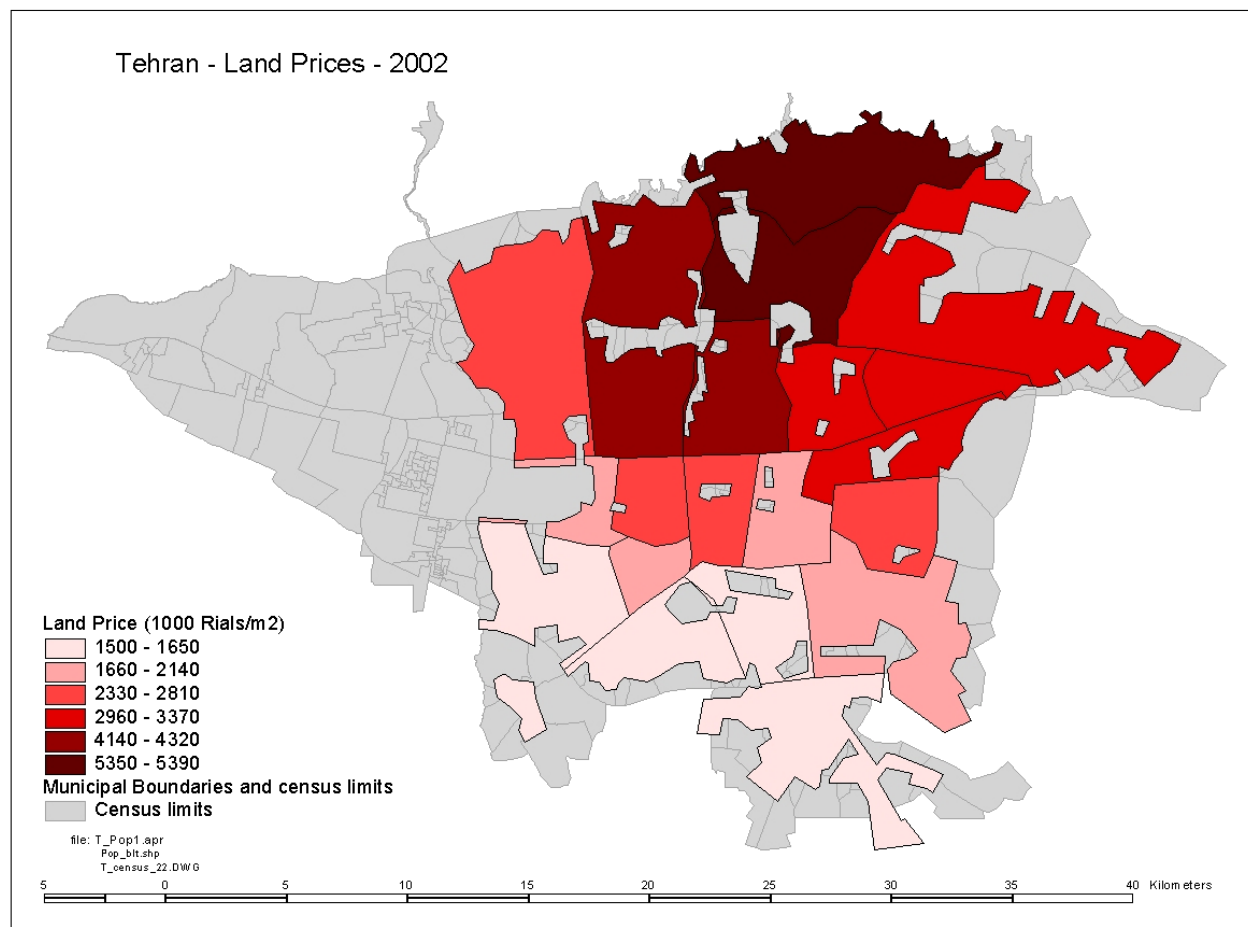 Tehran - Land Prices - 2002
Land Price (1000 Rials/m2)
1500 - 1650
1660 - 2140
2330 - 2810
2960 - 3370
4140 - 4320
5350 - 5390
Municipal Boundaries and census limits
Census limits
file: T_Pop1.apr
Pop_blt.shp
T_census_22.DWG
5 0 5 10 15 20 25 30 35 40 Kilometers